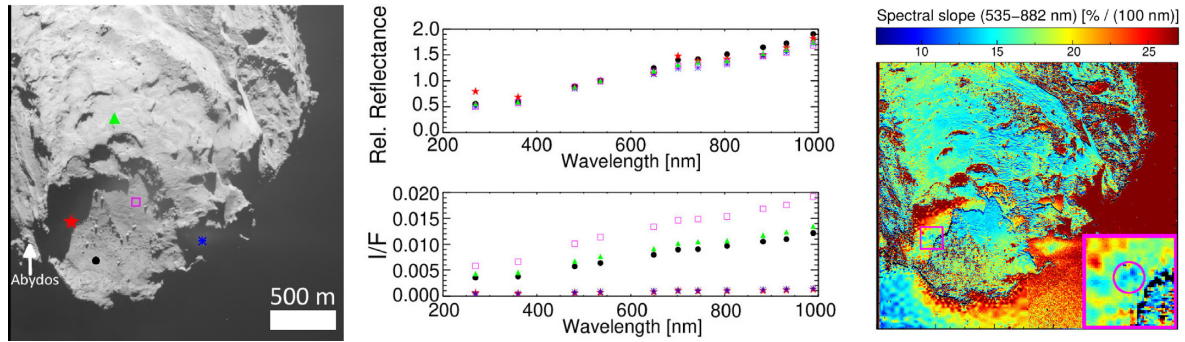 Abydos
500 m
Rel. Reflectance
2.0
1.5
1.0
0.5
0.0
200 400 600 800 1000
Wavelength [nm]
I/F
0.020
0.015
0.010
0.005
0.000
200 400 600 800 1000
Wavelength [nm]
Spectral slope (535−882 nm) [% / (100 nm)]
10 15 20 25